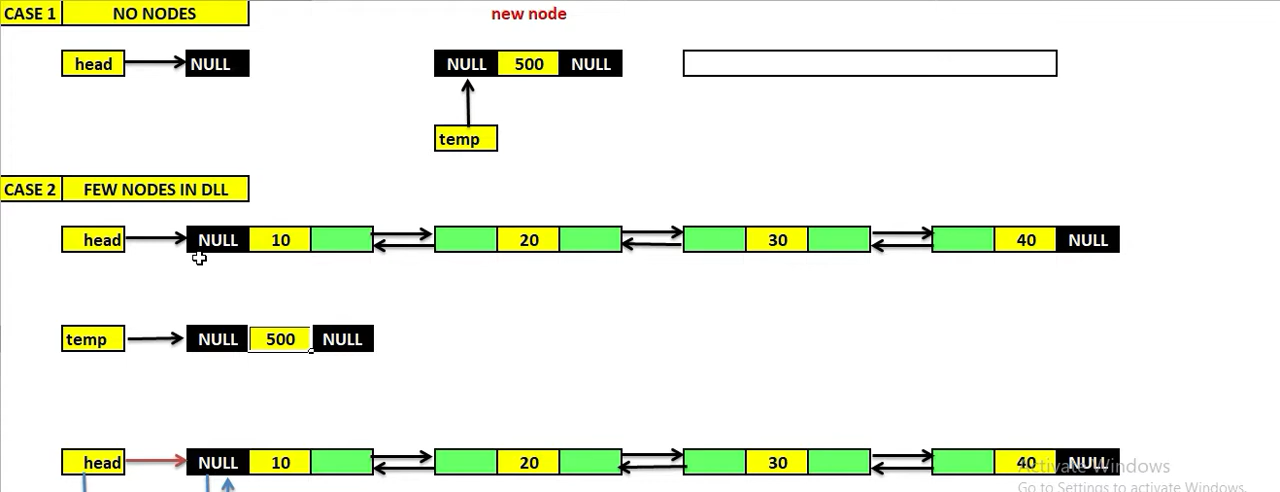 CASE 1 NO NODES new node
head NULL NULL 500 NULL
temp
CASE 2 FEW NODES IN DLL
head NULL 10 20 30 40 NULL
temp NULL 500 NULL
head NULL 10 20 30 40 NULL
Activate Windows
Go to Settings to activate Windows.